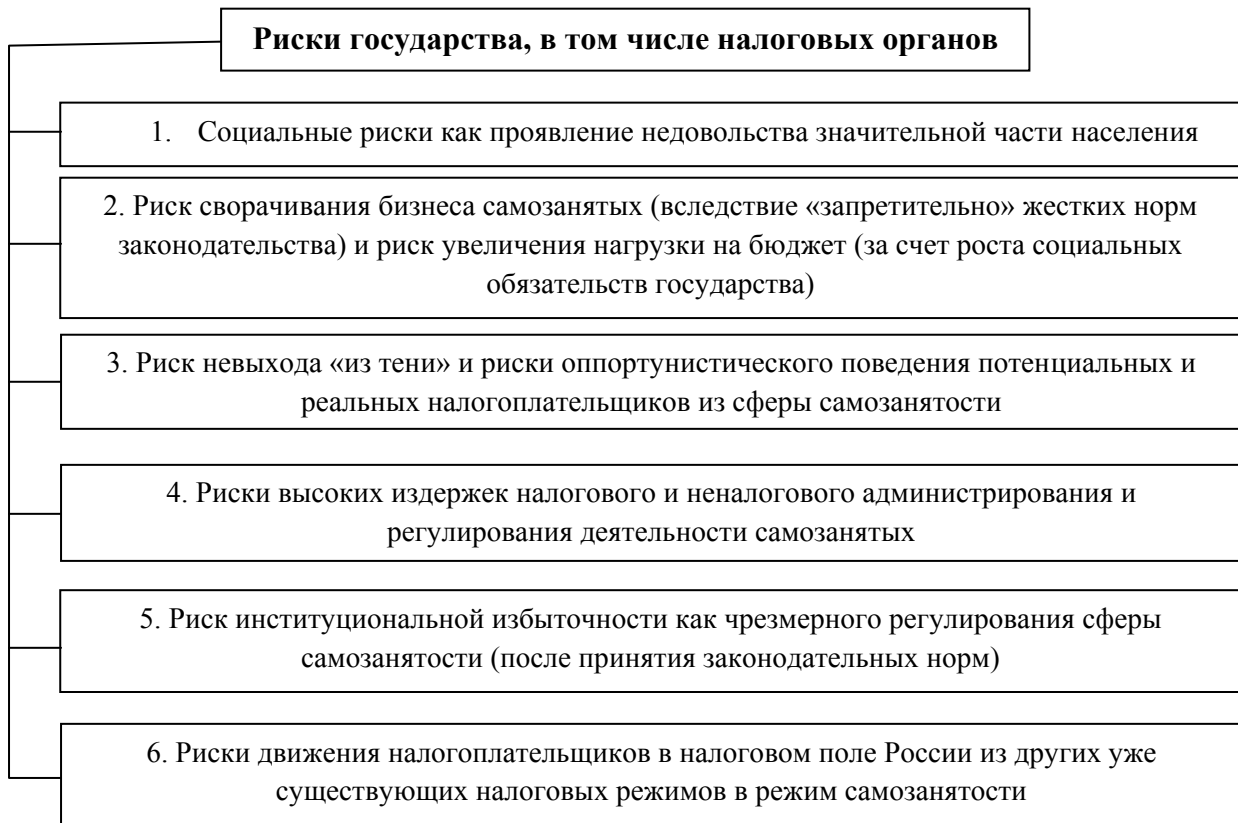 Риски государства, в том числе налоговых органов
1. Социальные риски как проявление недовольства значительной части населения
2. Риск сворачивания бизнеса самозанятых (вследствие «запретительно» жестких норм
законодательства) и риск увеличения нагрузки на бюджет (за счет роста социальных
обязательств государства)
3. Риск невыхода «из тени» и риски оппортунистического поведения потенциальных и
реальных налогоплательщиков из сферы самозанятости
4. Риски высоких издержек налогового и неналогового администрирования и
регулирования деятельности самозанятых
5. Риск институциональной избыточности как чрезмерного регулирования сферы
самозанятости (после принятия законодательных норм)
6. Риски движения налогоплательщиков в налоговом поле России из других уже
существующих налоговых режимов в режим самозанятости